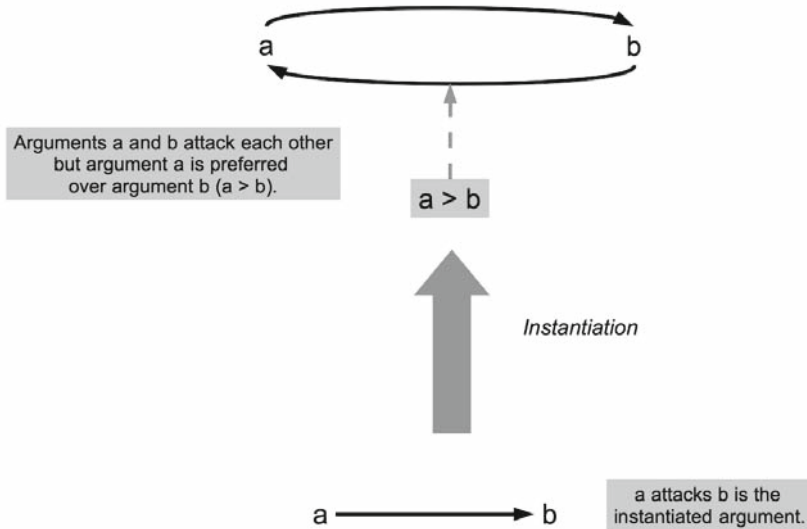 a
b
Arguments a and b attack each other
but argument a is preferred
over argument b (a > b).
a > b
Instantiation
a
b
a attacks b is the
instantiated argument.